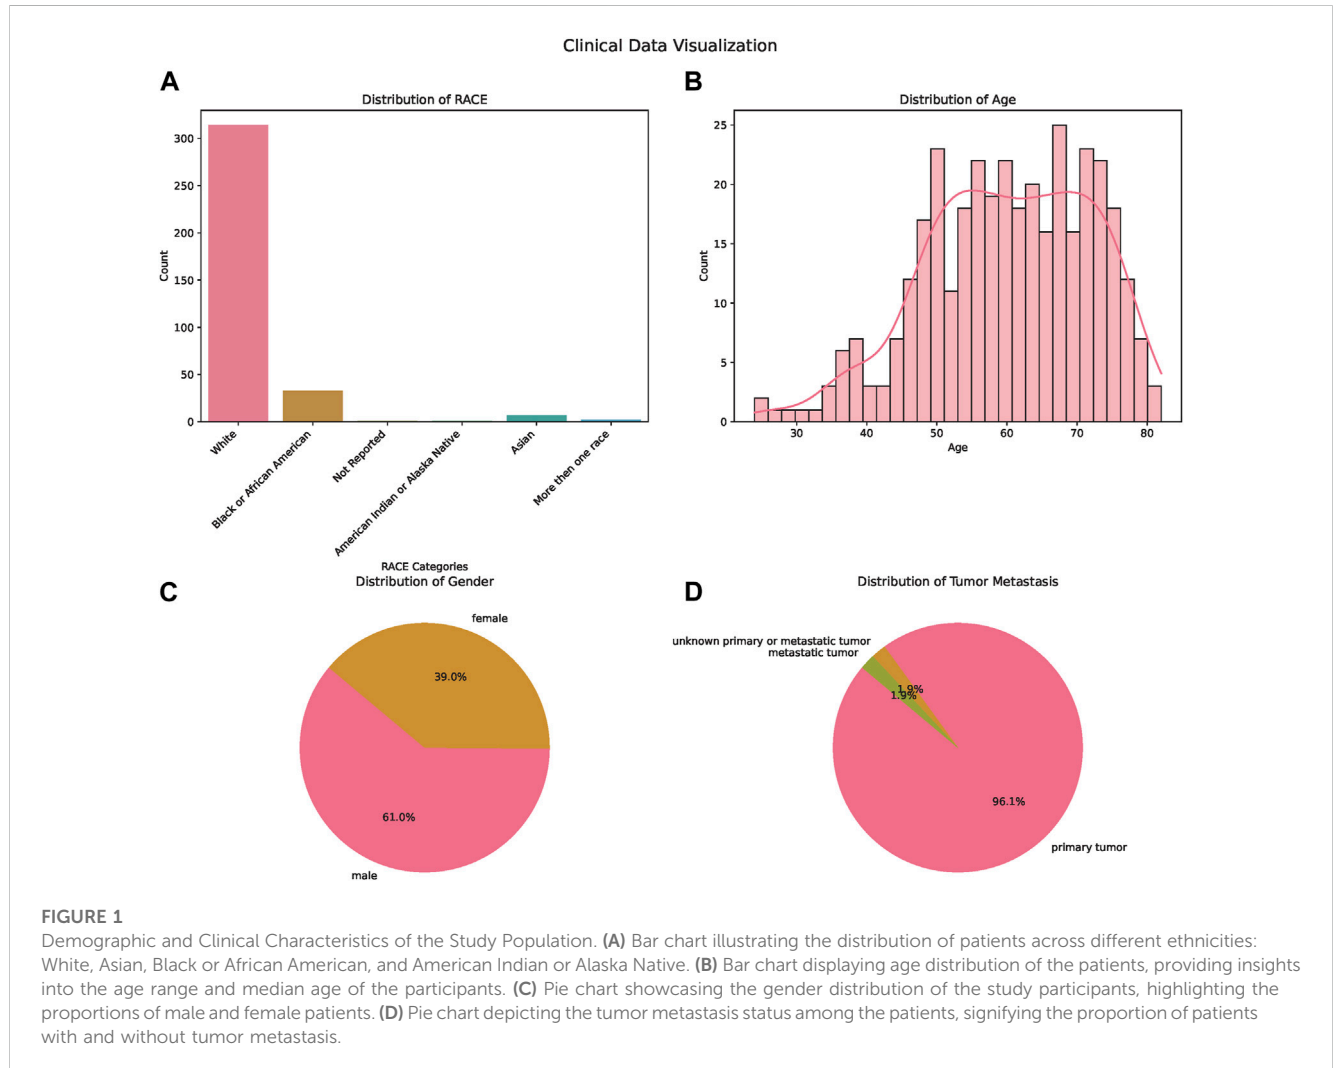 Clinical Data Visualization
A
Distribution of RACE
Count
300
250
200
150
100
50
0
White
Black or African American
Not Reported
American Indian or Alaska Native
Asian
More then one race
RACE Categories
B
Distribution of Age
Count
25
20
15
10
5
0
30 40 50 60 70 80
Age
C
Distribution of Gender
female
39.0%
61.0%
male
D
Distribution of Tumor Metastasis
unknown primary or metastatic tumor
metastatic tumor
1.9%
1.9%
96.1%
primary tumor
FIGURE 1
Demographic and Clinical Characteristics of the Study Population. (A) Bar chart illustrating the distribution of patients across different ethnicities:
White, Asian, Black or African American, and American Indian or Alaska Native. (B) Bar chart displaying age distribution of the patients, providing insights
into the age range and median age of the participants. (C) Pie chart showcasing the gender distribution of the study participants, highlighting the
proportions of male and female patients. (D) Pie chart depicting the tumor metastasis status among the patients, signifying the proportion of patients
with and without tumor metastasis.